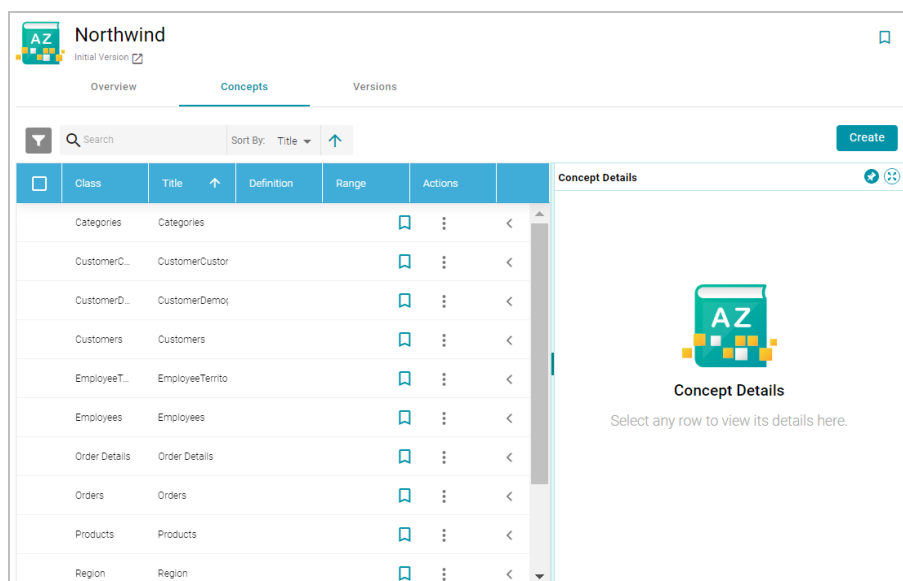 AZ
Northwind
Initial Version
Overview Concepts Versions
Search Sort By: Title Create
Class Title Definition Range Actions
Concept Details
Categories Categories
CustomerC... CustomerCustor
CustomerD... CustomerDemog
Customers Customers
EmployeeT... EmployeeTerrito
Employees Employees
Order Details Order Details
Orders Orders
Products Products
Region Region
AZ
Concept Details
Select any row to view its details here.